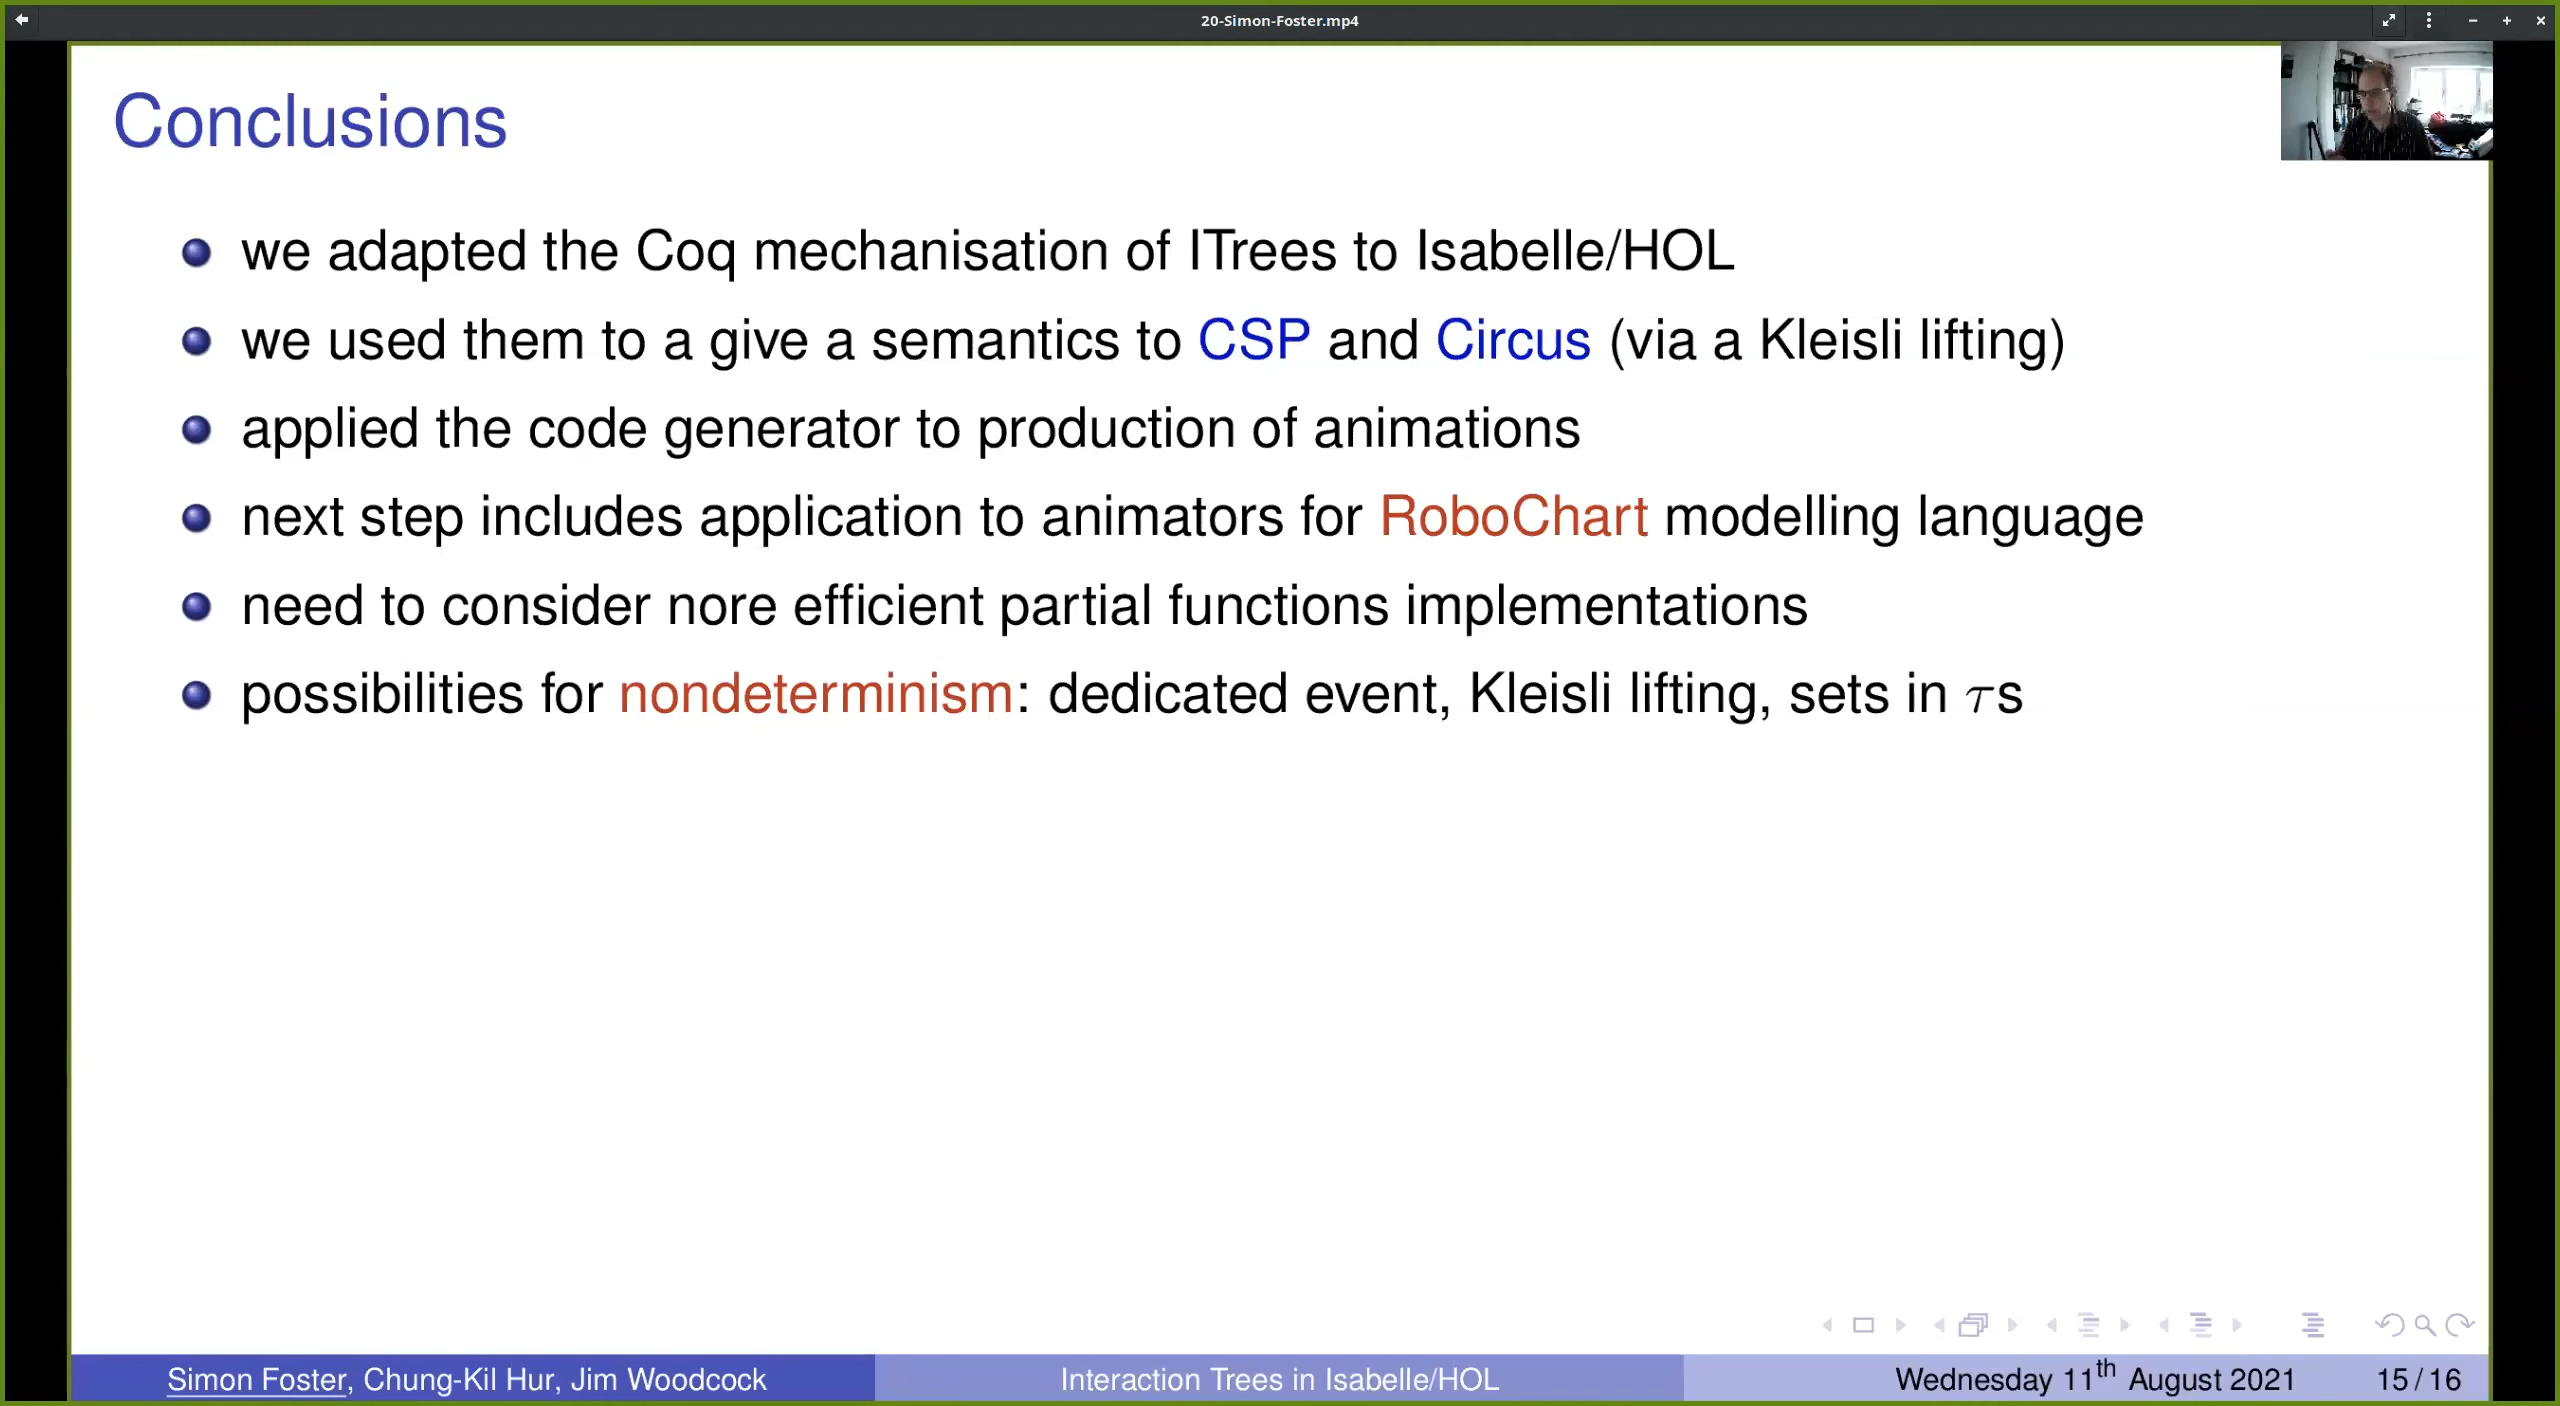 20-Simon-Foster.mp4
Conclusions
we adapted the Coq mechanisation of ITrees to Isabelle/HOL
we used them to a give a semantics to CSP and Circus (via a Kleisli lifting)
applied the code generator to production of animations
next step includes application to animators for RoboChart modelling language
need to consider nore efficient partial functions implementations
possibilities for nondeterminism: dedicated event, Kleisli lifting, sets in τs
Simon Foster, Chung-Kil Hur, Jim Woodcock
Interaction Trees in Isabelle/HOL
Wednesday 11th August 2021
15 / 16